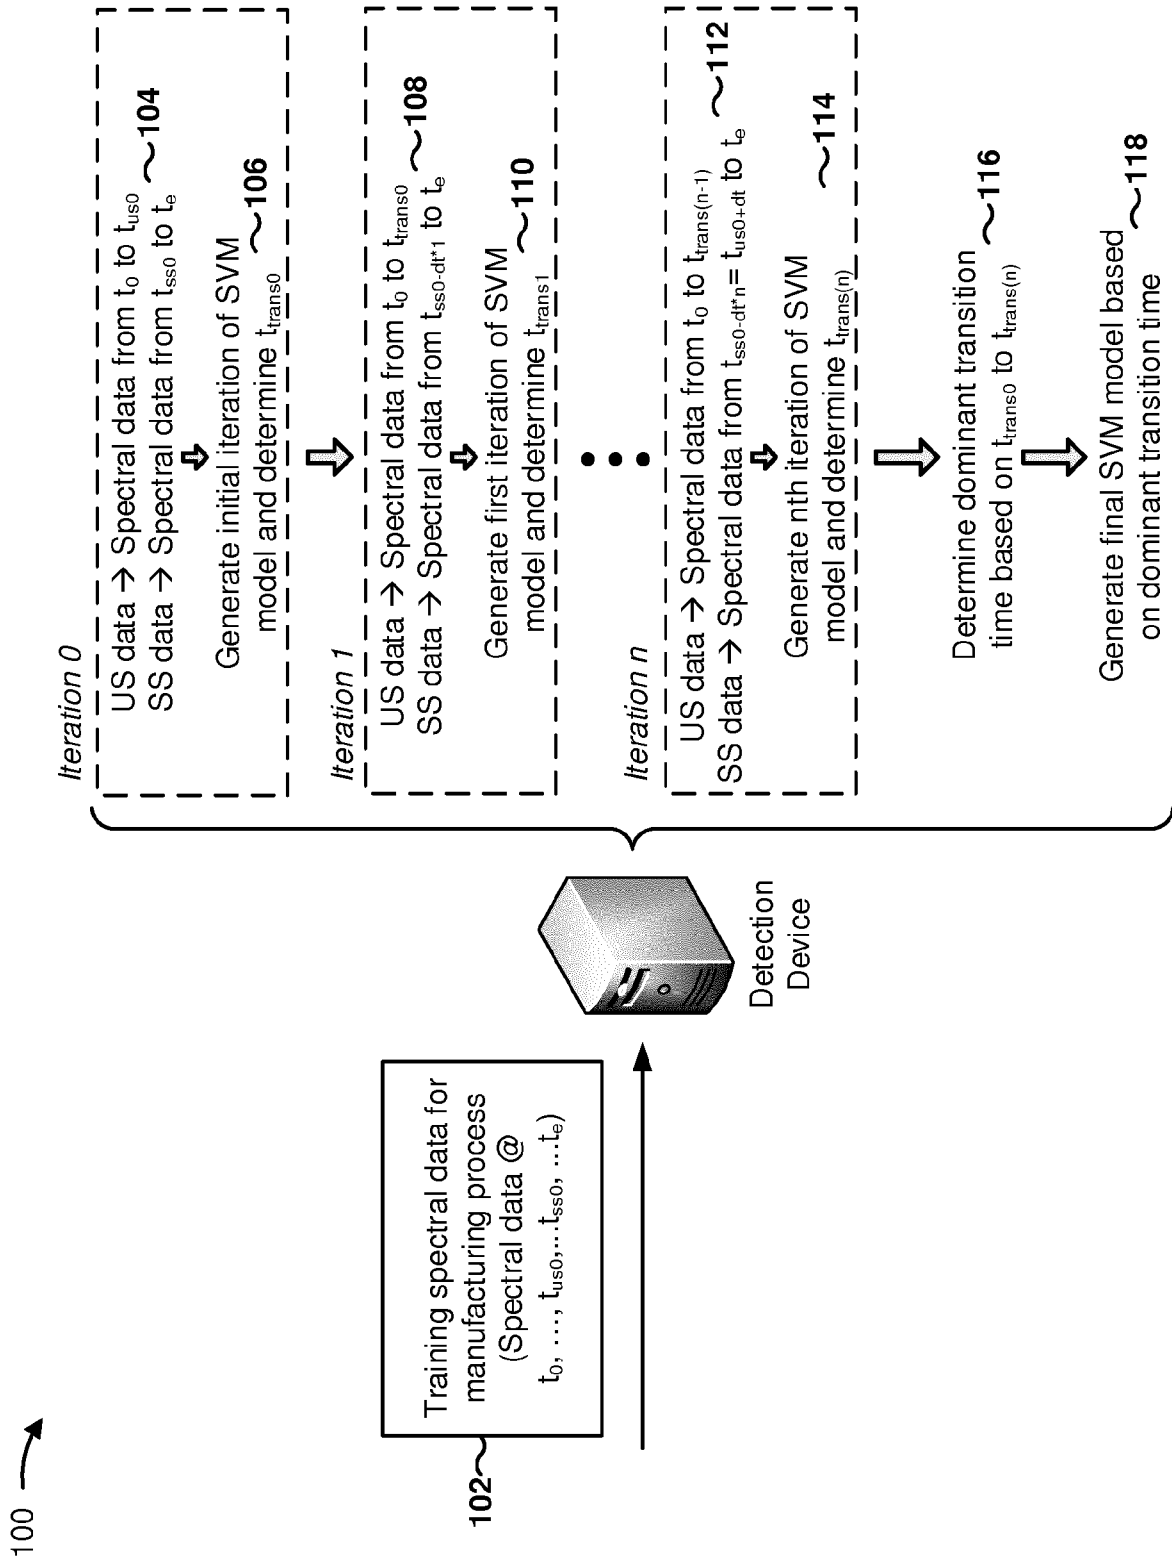 100
102
Training spectral data for
manufacturing process
(Spectral data @
t0, ..., tus0,...tss0, ...te)
Detection
Device
Iteration 0
US data → Spectral data from t0 to tus0
SS data → Spectral data from tss0 to te
104
Generate initial iteration of SVM
model and determine ttrans0
106
Iteration 1
US data → Spectral data from t0 to ttrans0
SS data → Spectral data from tss0-dt*1 to te
108
Generate first iteration of SVM
model and determine ttrans1
110
Iteration n
US data → Spectral data from t0 to ttrans(n-1)
SS data → Spectral data from tss0-dt*n= tus0+dt to te
112
Generate nth iteration of SVM
model and determine ttrans(n)
114
Determine dominant transition
time based on ttrans0 to ttrans(n)
116
Generate final SVM model based
on dominant transition time
118